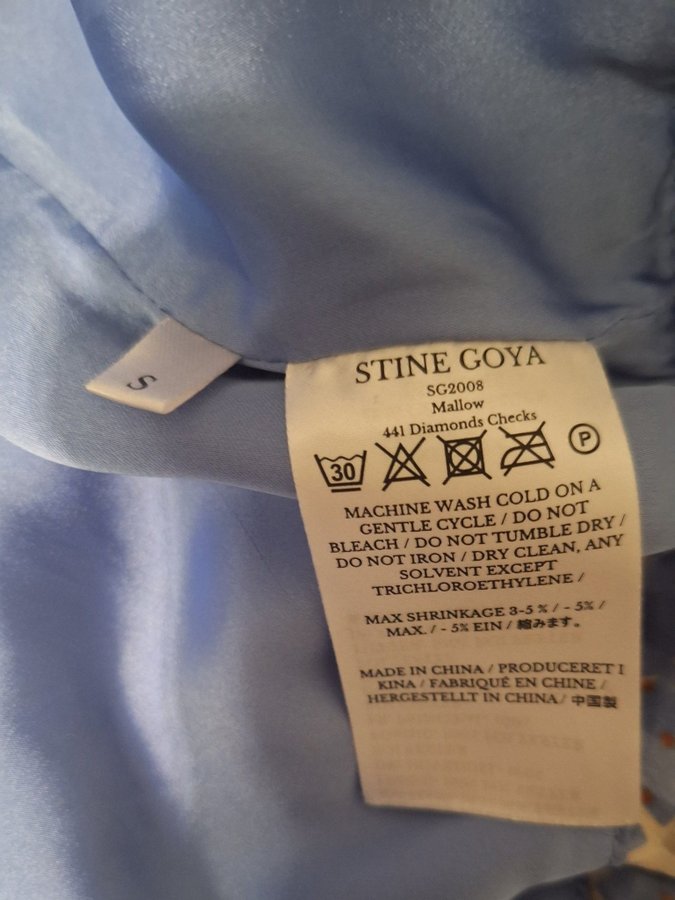 S
STINE GOYA
SG2008
Mallow
441 Diamonds Checks
30
P
MACHINE WASH COLD ON A
GENTLE CYCLE / DO NOT
BLEACH / DO NOT TUMBLE DRY /
DO NOT IRON / DRY CLEAN, ANY
SOLVENT EXCEPT
TRICHLOROETHYLENE /
MAX SHRINKAGE 3-5 % / - 5% /
MAX. / - 5% EIN / 縮みます。
MADE IN CHINA / PRODUCERET I
KINA / FABRIQUÉ EN CHINE /
HERGESTELLT IN CHINA/ 中国製